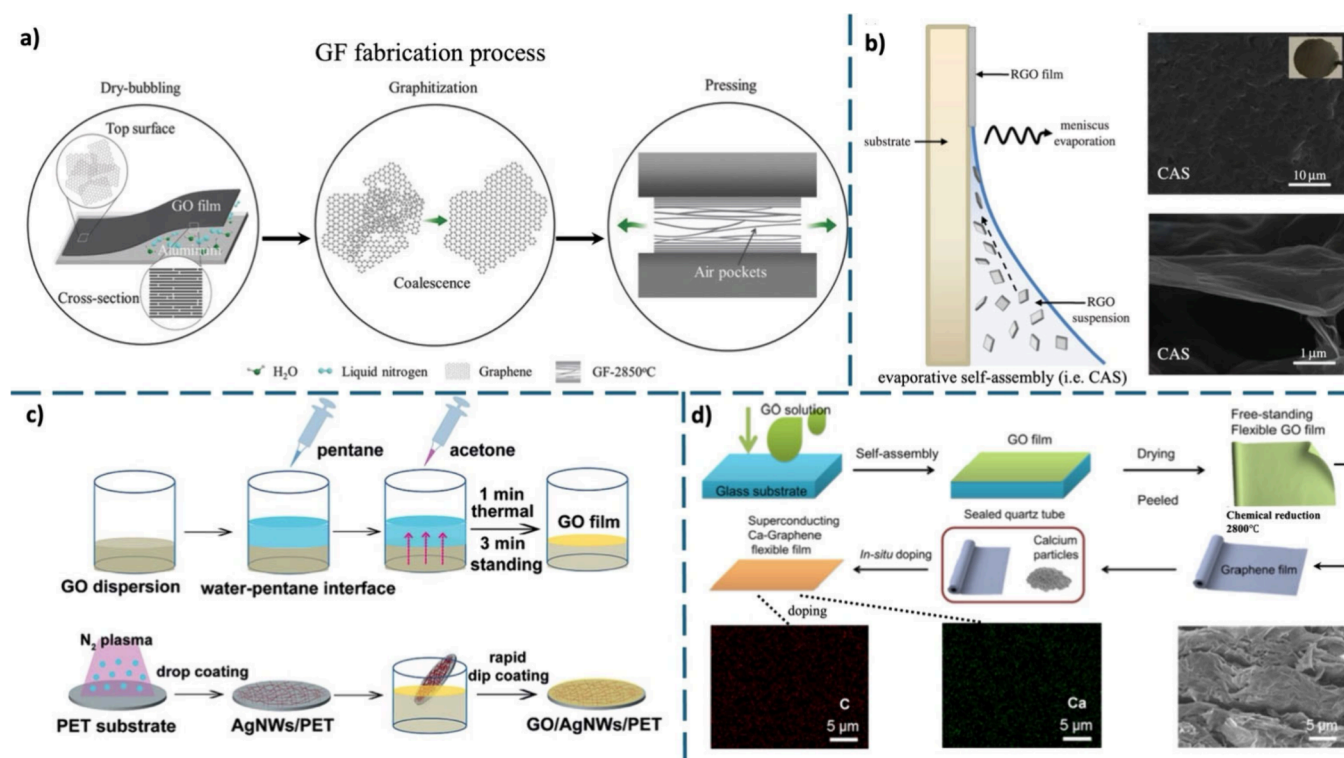 a)
GF fabrication process
Dry-bubbling
Top surface
GO film
Aluminum
Cross-section
Graphitization
Coalescence
Pressing
Air pockets
H₂O
Liquid nitrogen
Graphene
GF-2850ºC
b)
RGO film
substrate
meniscus
evaporation
RGO
suspension
evaporative self-assembly (i.e. CAS)
CAS
10 μm
CAS
1 μm
c)
pentane
acetone
1 min
thermal
3 min
standing
GO film
GO dispersion
water-pentane interface
N₂ plasma
drop coating
rapid
dip coating
PET substrate
AgNWs/PET
GO/AgNWs/PET
d)
GO solution
Glass substrate
Self-assembly
GO film
Drying
Peeled
Free-standing
Flexible GO film
Chemical reduction
2800℃
Graphene film
Sealed quartz tube
Calcium
particles
In-situ doping
Superconducting
Ca-Graphene
flexible film
doping
C
5 μm
Ca
5 μm
5 μm